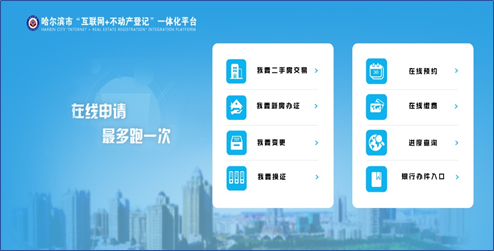 哈尔滨市“互联网+不动产登记”一体化平台
HARBIN CITY "INTERNET + REAL ESTATE REGISTRATION" INTEGRATION PLATFORM
在线申请
最多跑一次
我要二手房交易
我要新房办证
我要变更
我要换证
在线预约
在线缴费
进度查询
银行办件入口